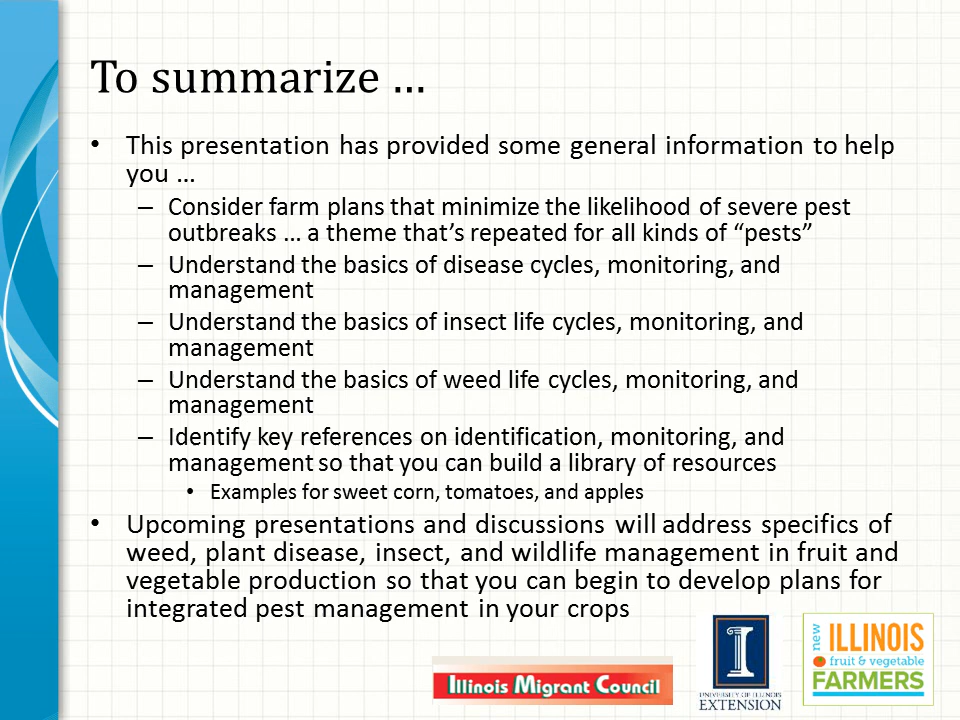 To summarize …
• This presentation has provided some general information to help
you …
– Consider farm plans that minimize the likelihood of severe pest
outbreaks … a theme that’s repeated for all kinds of “pests”
– Understand the basics of disease cycles, monitoring, and
management
– Understand the basics of insect life cycles, monitoring, and
management
– Understand the basics of weed life cycles, monitoring, and
management
– Identify key references on identification, monitoring, and
management so that you can build a library of resources
• Examples for sweet corn, tomatoes, and apples
• Upcoming presentations and discussions will address specifics of
weed, plant disease, insect, and wildlife management in fruit and
vegetable production so that you can begin to develop plans for
integrated pest management in your crops
Illinois Migrant Council
I
UNIVERSITY OF ILLINOIS
EXTENSION
new
ILLINOIS
fruit & vegetable
FARMERS